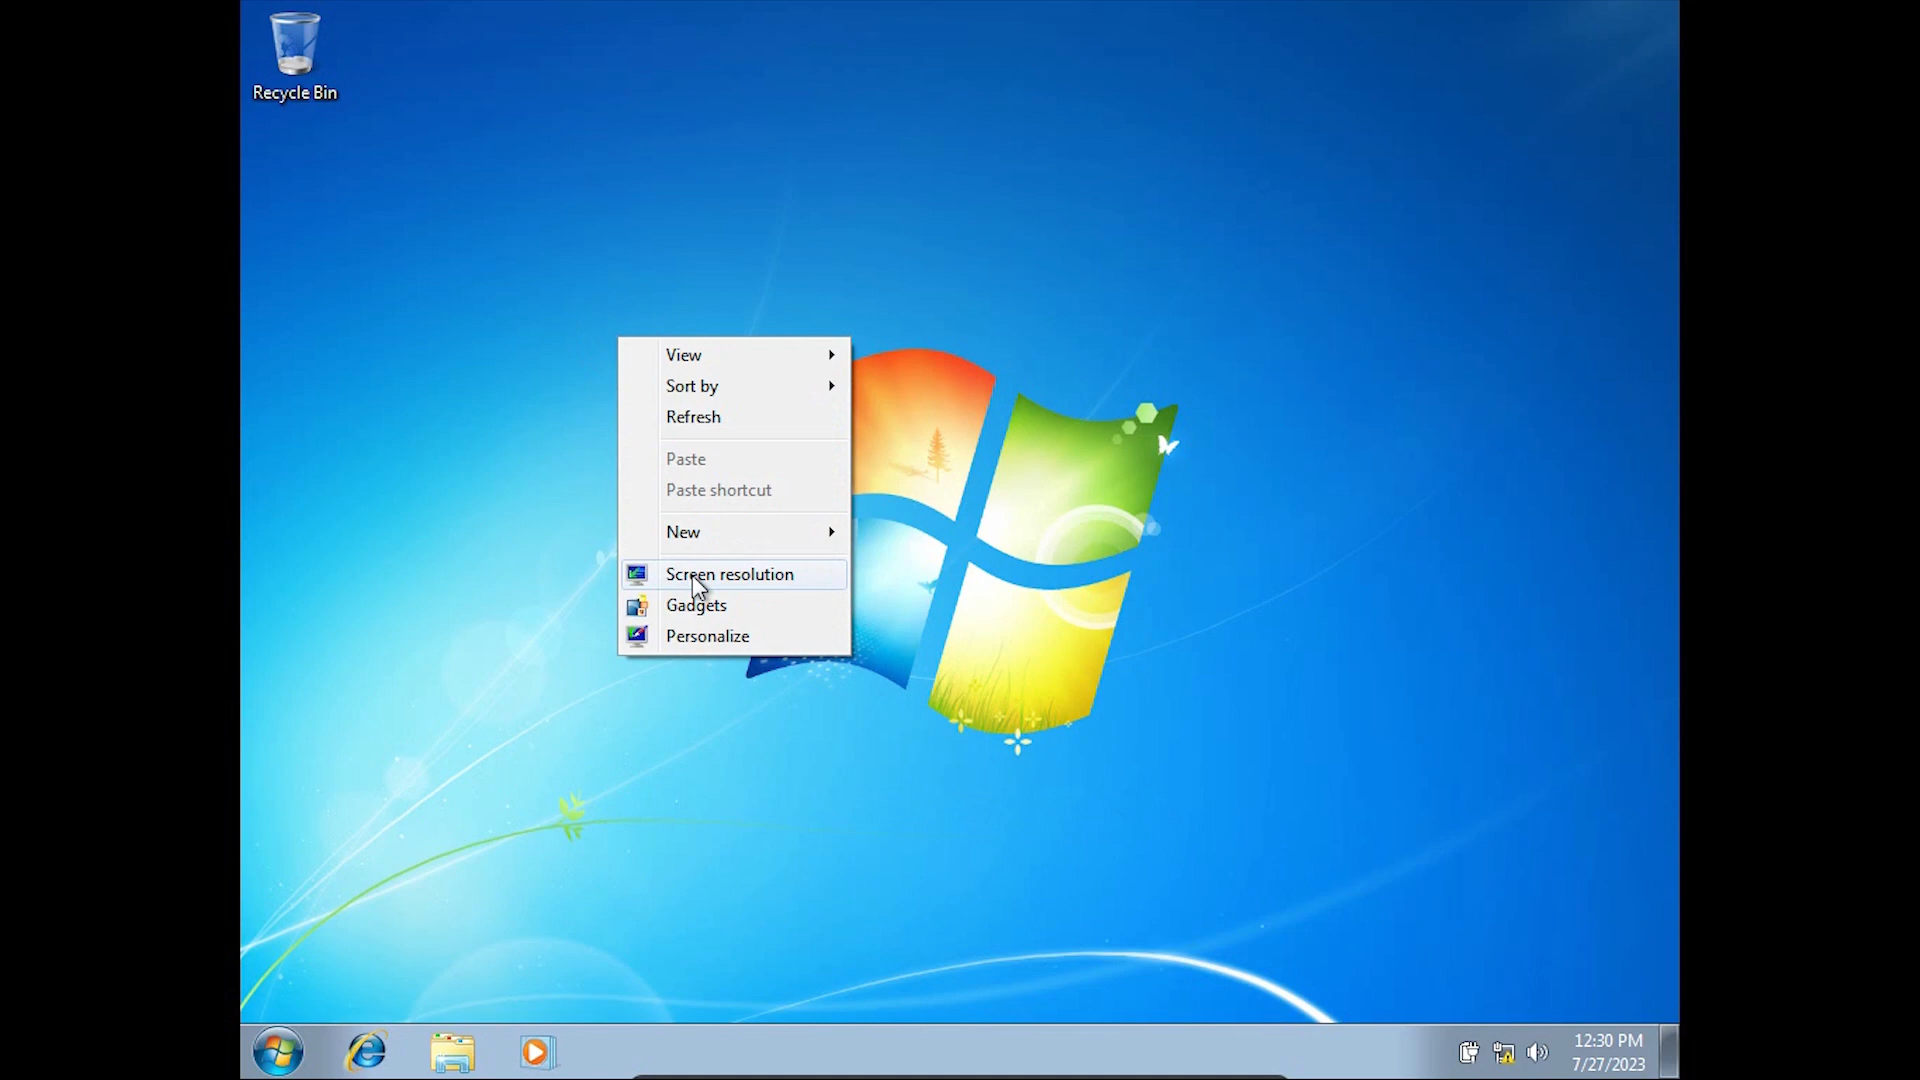 Recycle Bin
View
Sort by
Refresh
Paste
Paste shortcut
New
Screen resolution
Gadgets
Personalize
12:30 PM
7/27/2023